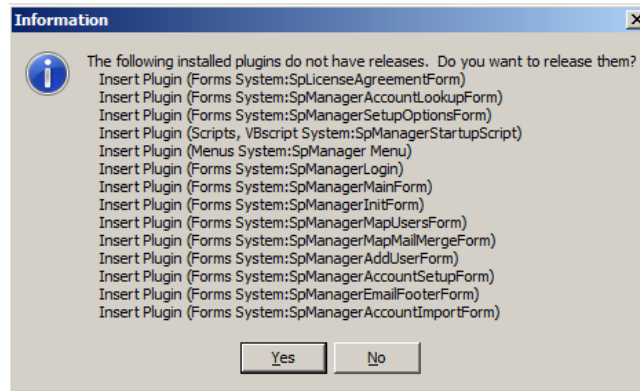 Information
The following installed plugins do not have releases. Do you want to release them?
Insert Plugin (Forms System:SpLicenseAgreementForm)
Insert Plugin (Forms System:SpManagerAccountLookupForm)
Insert Plugin (Forms System:SpManagerSetupOptionsForm)
Insert Plugin (Scripts, VBscript System:SpManagerStartupScript)
Insert Plugin (Menus System:SpManager Menu)
Insert Plugin (Forms System:SpManagerLogin)
Insert Plugin (Forms System:SpManagerMainForm)
Insert Plugin (Forms System:SpManagerInitForm)
Insert Plugin (Forms System:SpManagerMapUsersForm)
Insert Plugin (Forms System:SpManagerMapMailMergeForm)
Insert Plugin (Forms System:SpManagerAddUserForm)
Insert Plugin (Forms System:SpManagerAccountSetupForm)
Insert Plugin (Forms System:SpManagerEmailFooterForm)
Insert Plugin (Forms System:SpManagerAccountImportForm)
Yes No